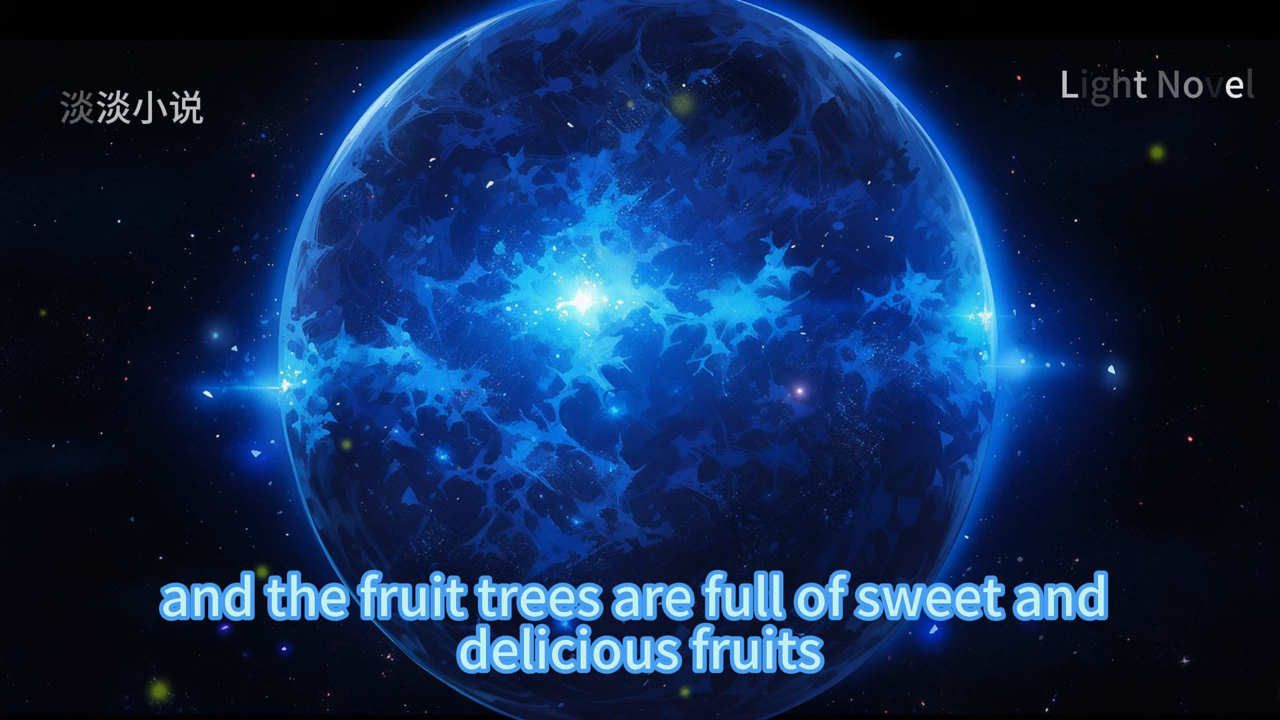 淡淡小说
Light Novel
and the fruit trees are full of sweet and
delicious fruits